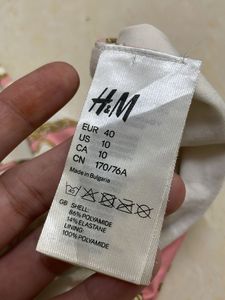 H&M
EUR 40
US 10
CA 10
CN 170/76A
Made in Bulgaria
GB SHELL:
86% POLYAMIDE
14% ELASTANE
LINING:
100% POLYAMIDE